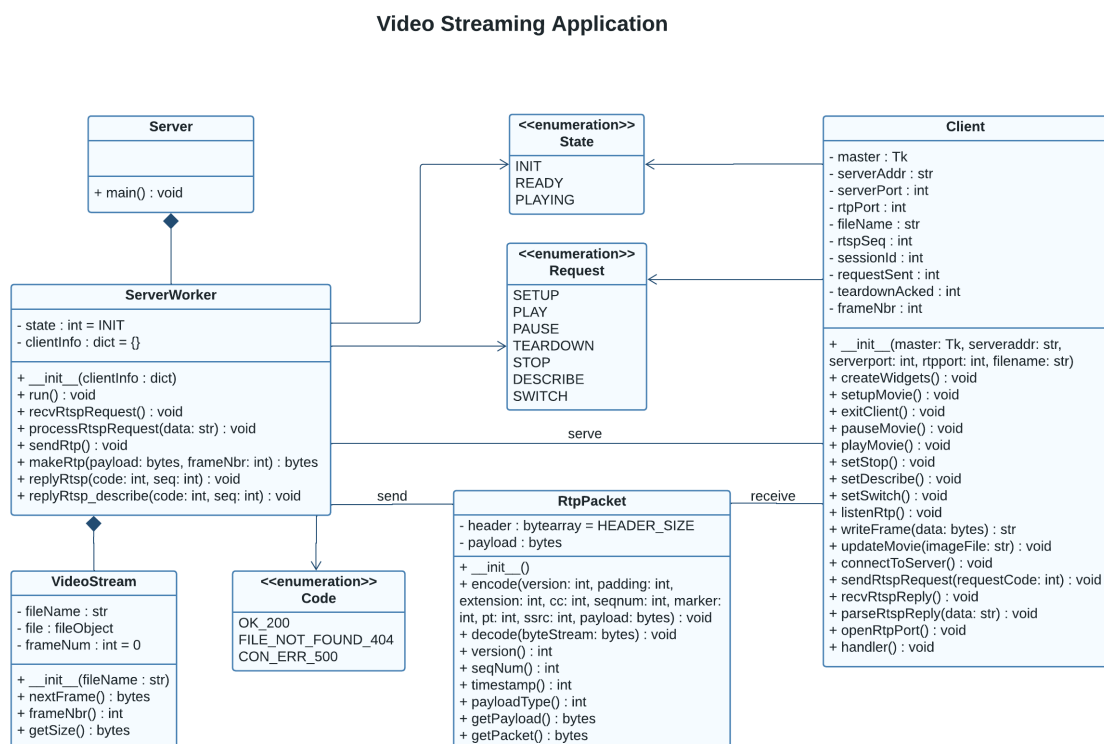 Video Streaming Application
Server
+ main() : void
<<enumeration>>
State
INIT
READY
PLAYING
Client
- master : Tk
- serverAddr : str
- serverPort : int
- rtpPort : int
- fileName : str
- rtspSeq : int
- sessionId : int
- requestSent : int
- teardownAcked : int
- frameNbr : int
+ __init__(master: Tk, serveraddr: str,
serverport: int, rtpport: int, filename: str)
+ createWidgets() : void
+ setupMovie() : void
+ exitClient() : void
+ pauseMovie() : void
+ playMovie() : void
+ setStop() : void
+ setDescribe() : void
+ setSwitch() : void
+ listenRtp() : void
+ writeFrame(data: bytes) : str
+ updateMovie(imageFile: str) : void
+ connectToServer() : void
+ sendRtspRequest(requestCode: int) : void
+ recvRtspReply() : void
+ parseRtspReply(data: str) : void
+ openRtpPort() : void
+ handler() : void
<<enumeration>>
Request
SETUP
PLAY
PAUSE
TEARDOWN
STOP
DESCRIBE
SWITCH
ServerWorker
- state : int = INIT
- clientInfo : dict = {}
+ __init__(clientInfo : dict)
+ run() : void
+ recvRtspRequest() : void
+ processRtspRequest(data: str) : void
+ sendRtp() : void
+ makeRtp(payload: bytes, frameNbr: int) : bytes
+ replyRtsp(code: int, seq: int) : void
+ replyRtsp_describe(code: int, seq: int) : void
serve
send
receive
RtpPacket
- header : bytearray = HEADER_SIZE
- payload : bytes
+ __init__()
+ encode(version: int, padding: int,
extension: int, cc: int, seqnum: int, marker:
int, pt: int, ssrc: int, payload: bytes) : void
+ decode(byteStream: bytes) : void
+ version() : int
+ seqNum() : int
+ timestamp() : int
+ payloadType() : int
+ getPayload() : bytes
+ getPacket() : bytes
VideoStream
- fileName : str
- file : fileObject
- frameNum : int = 0
+ __init__(fileName : str)
+ nextFrame() : bytes
+ frameNbr() : int
+ getSize() : bytes
<<enumeration>>
Code
OK_200
FILE_NOT_FOUND_404
CON_ERR_500